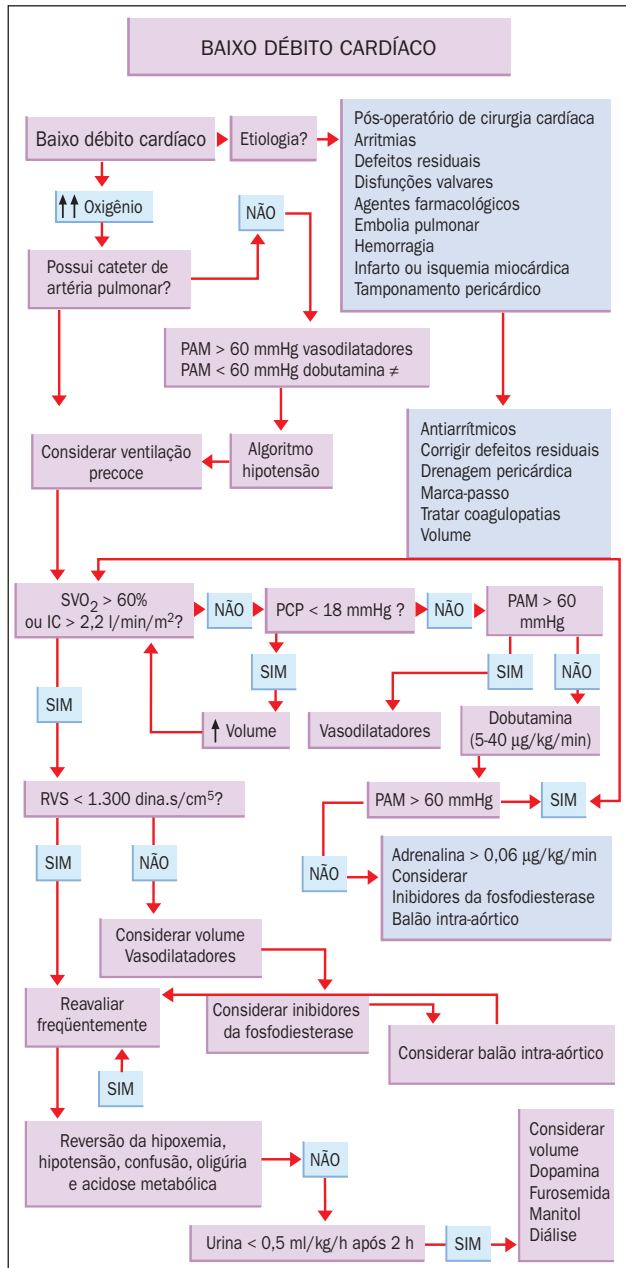 BAIXO DÉBITO CARDÍACO
Baixo débito cardíaco
Etiologia?
Pós-operatório de cirurgia cardíaca
Arritmias
Defeitos residuais
Disfunções valvares
Agentes farmacológicos
Embolia pulmonar
Hemorragia
Infarto ou isquemia miocárdica
Tamponamento pericárdico
↑↑ Oxigênio
NÃO
Possui cateter de
artéria pulmonar?
PAM > 60 mmHg vasodilatadores
PAM < 60 mmHg dobutamina ≠
Antiarrítmicos
Corrigir defeitos residuais
Drenagem pericárdica
Marca-passo
Tratar coagulopatias
Volume
Considerar ventilação
precoce
Algoritmo
hipotensão
SVO₂ > 60%
ou IC > 2,2 l/min/m²?
NÃO
PCP < 18 mmHg ?
NÃO
PAM > 60
mmHg
SIM
SIM
SIM
NÃO
↑ Volume
Vasodilatadores
Dobutamina
(5-40 µg/kg/min)
RVS < 1.300 dina.s/cm⁵?
PAM > 60 mmHg
SIM
SIM
NÃO
NÃO
Adrenalina > 0,06 µg/kg/min
Considerar
Inibidores da fosfodiesterase
Balão intra-aórtico
Considerar volume
Vasodilatadores
Reavaliar
freqüentemente
Considerar inibidores
da fosfodiesterase
Considerar balão intra-aórtico
SIM
Reversão da hipoxemia,
hipotensão, confusão, oligúria
e acidose metabólica
NÃO
Considerar
volume
Dopamina
Furosemida
Manitol
Diálise
Urina < 0,5 ml/kg/h após 2 h
SIM